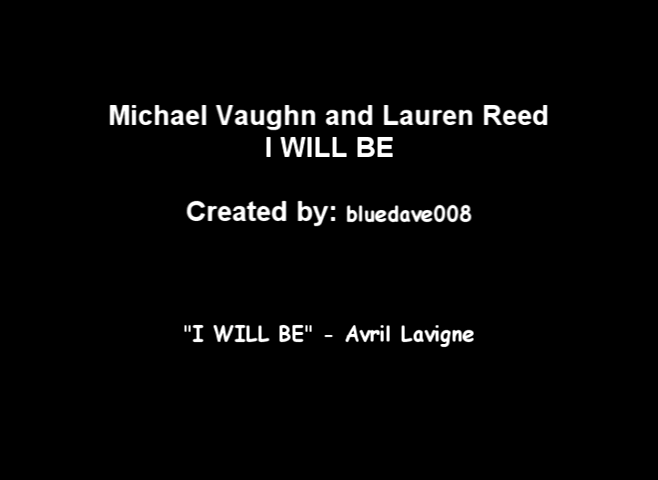 Michael Vaughn and Lauren Reed
I WILL BE
Created by: bluedave008
"I WILL BE" - Avril Lavigne